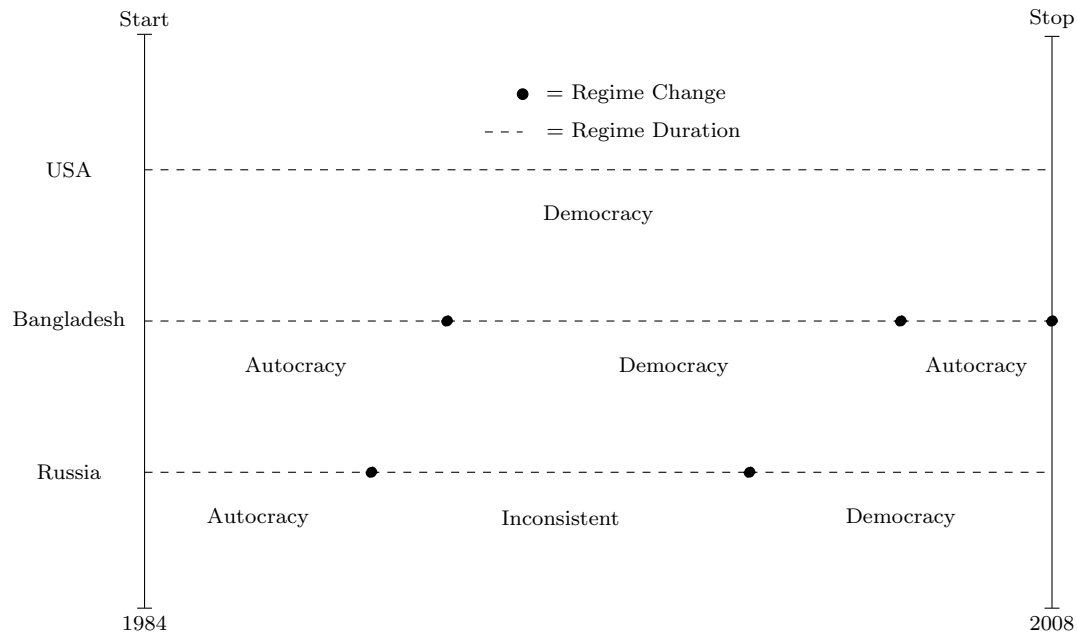 Start
Stop
= Regime Change
= Regime Duration
USA
Democracy
Bangladesh
Autocracy
Democracy
Autocracy
Russia
Autocracy
Inconsistent
Democracy
1984
2008